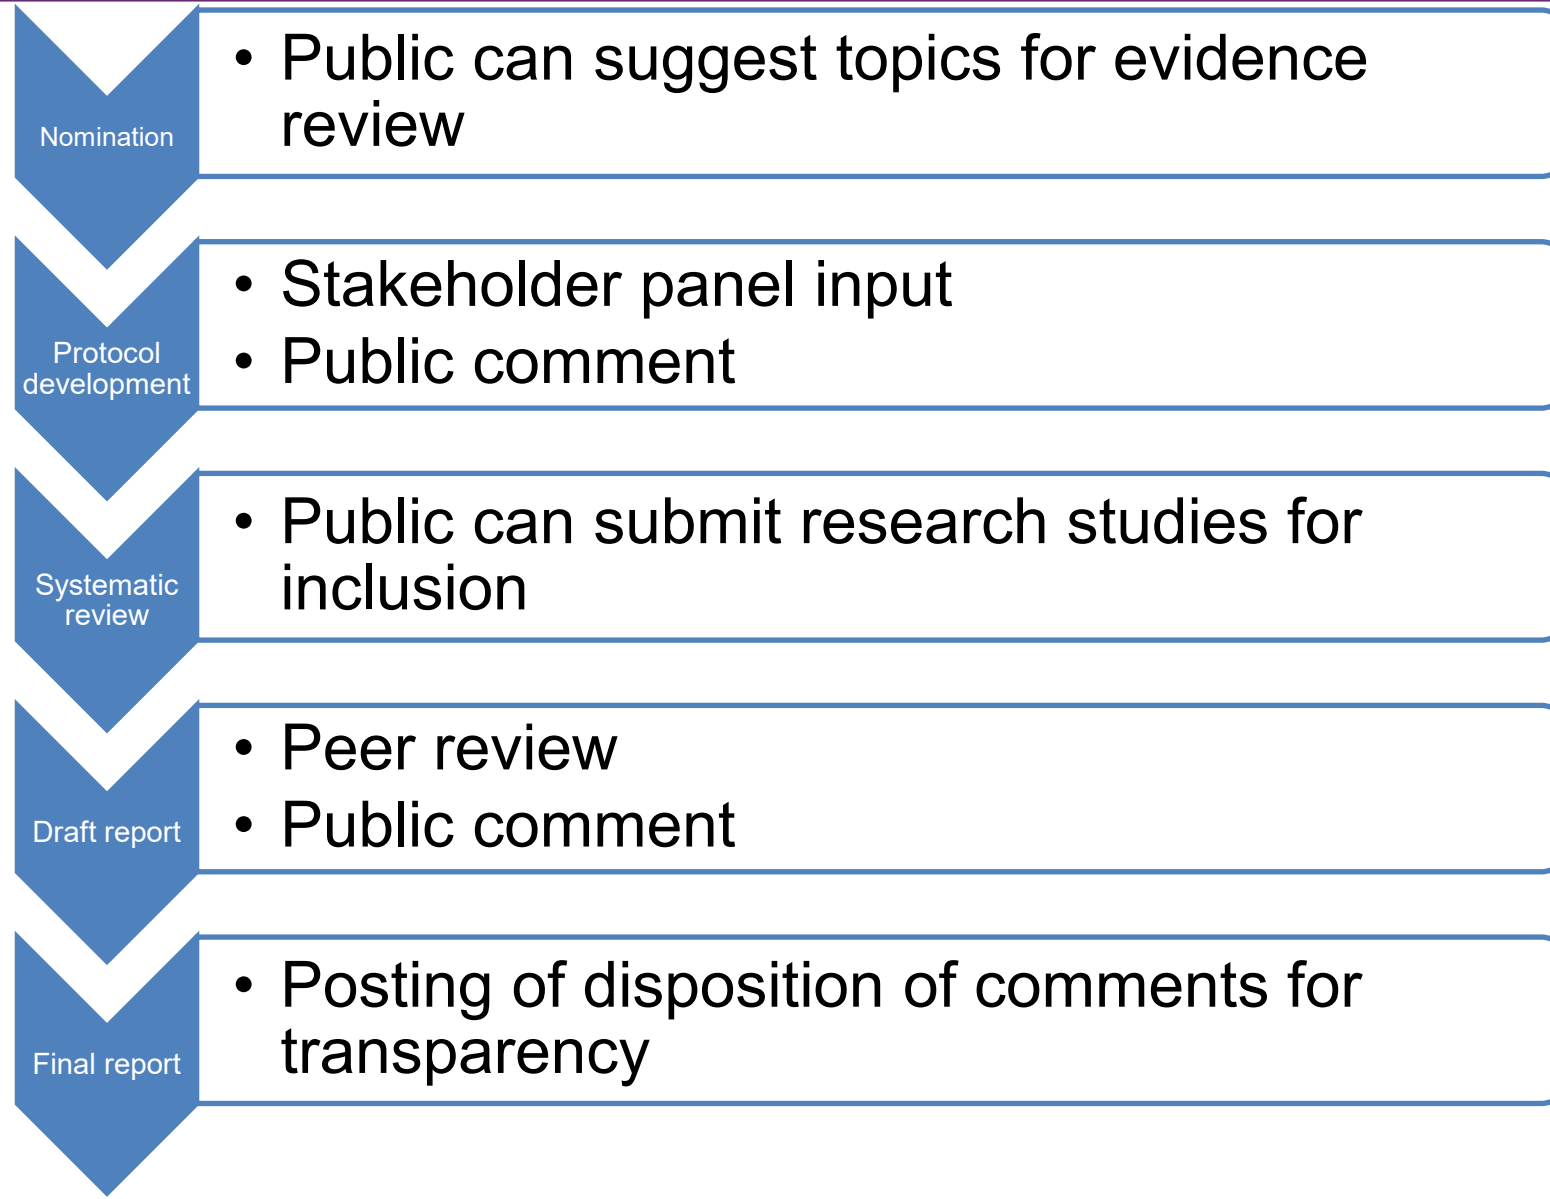 Nomination
• Public can suggest topics for evidence
review
Protocol
development
• Stakeholder panel input
• Public comment
Systematic
review
• Public can submit research studies for
inclusion
Draft report
• Peer review
• Public comment
Final report
• Posting of disposition of comments for
transparency